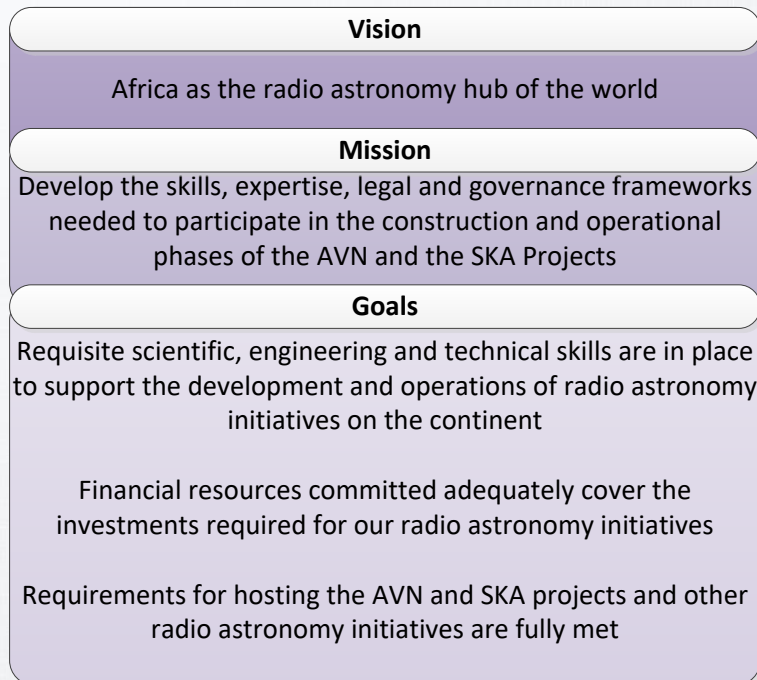 Vision
Africa as the radio astronomy hub of the world
Mission
Develop the skills, expertise, legal and governance frameworks
needed to participate in the construction and operational
phases of the AVN and the SKA Projects
Goals
Requisite scientific, engineering and technical skills are in place
to support the development and operations of radio astronomy
initiatives on the continent
Financial resources committed adequately cover the
investments required for our radio astronomy initiatives
Requirements for hosting the AVN and SKA projects and other
radio astronomy initiatives are fully met